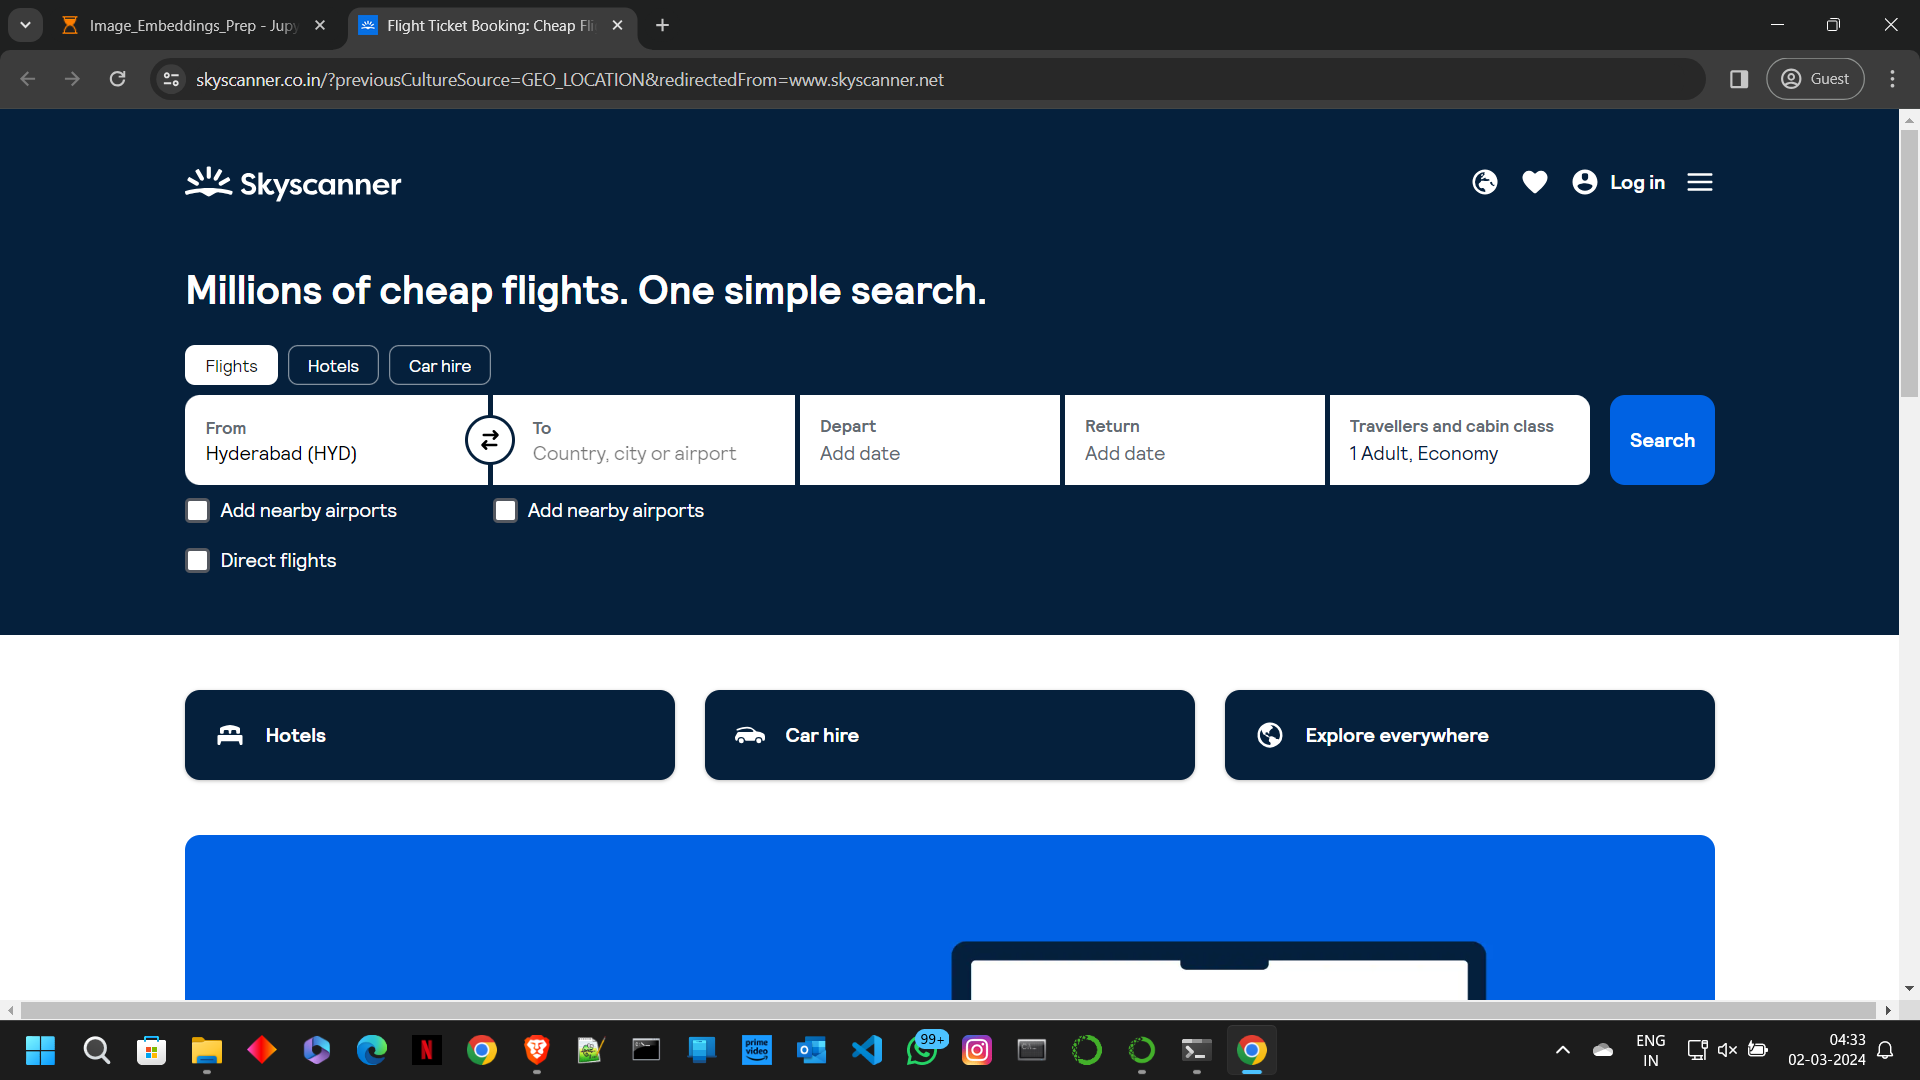 Image_Embeddings_Prep - Jupy
Flight Ticket Booking: Cheap Fli
skyscanner.co.in/?previousCultureSource=GEO_LOCATION&redirectedFrom=www.skyscanner.net
Guest
Skyscanner
Log in
Millions of cheap flights. One simple search.
Flights
Hotels
Car hire
From
Hyderabad (HYD)
To
Country, city or airport
Depart
Add date
Return
Add date
Travellers and cabin class
1 Adult, Economy
Search
Add nearby airports
Add nearby airports
Direct flights
Hotels
Car hire
Explore everywhere
N
prime
video
99+
ENG
IN
04:33
02-03-2024